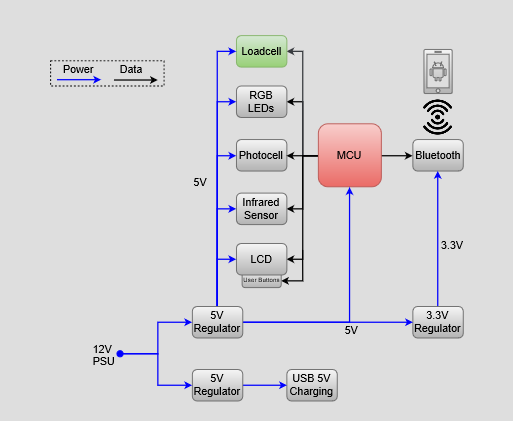 Power
Data
Loadcell
RGB
LEDs
Photocell
MCU
Bluetooth
5V
Infrared
Sensor
LCD
User Buttons
3.3V
5V
Regulator
5V
3.3V
Regulator
12V
PSU
5V
Regulator
USB 5V
Charging